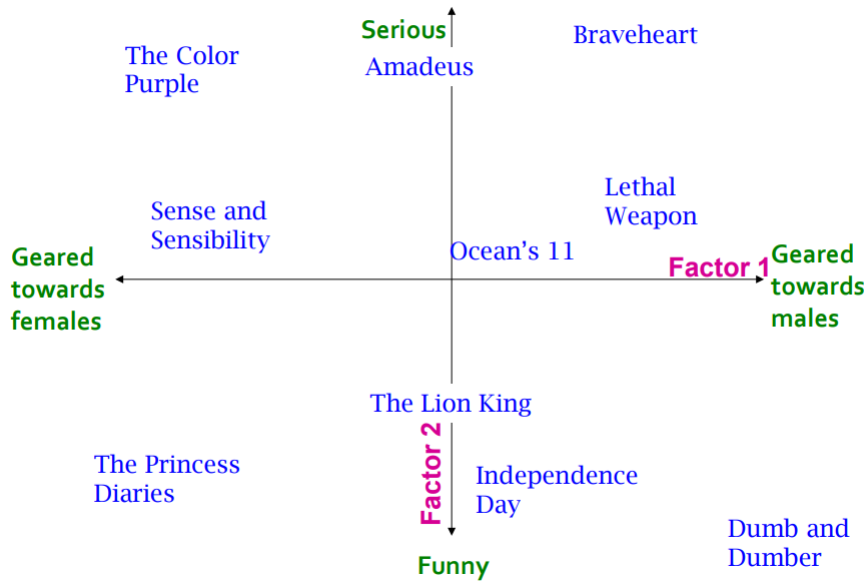 Serious
Braveheart
The Color
Purple
Amadeus
Lethal
Weapon
Sense and
Sensibility
Ocean's 11
Geared
towards
females
Factor 1
Geared
towards
males
The Lion King
Factor 2
The Princess
Diaries
Independence
Day
Dumb and
Dumber
Funny